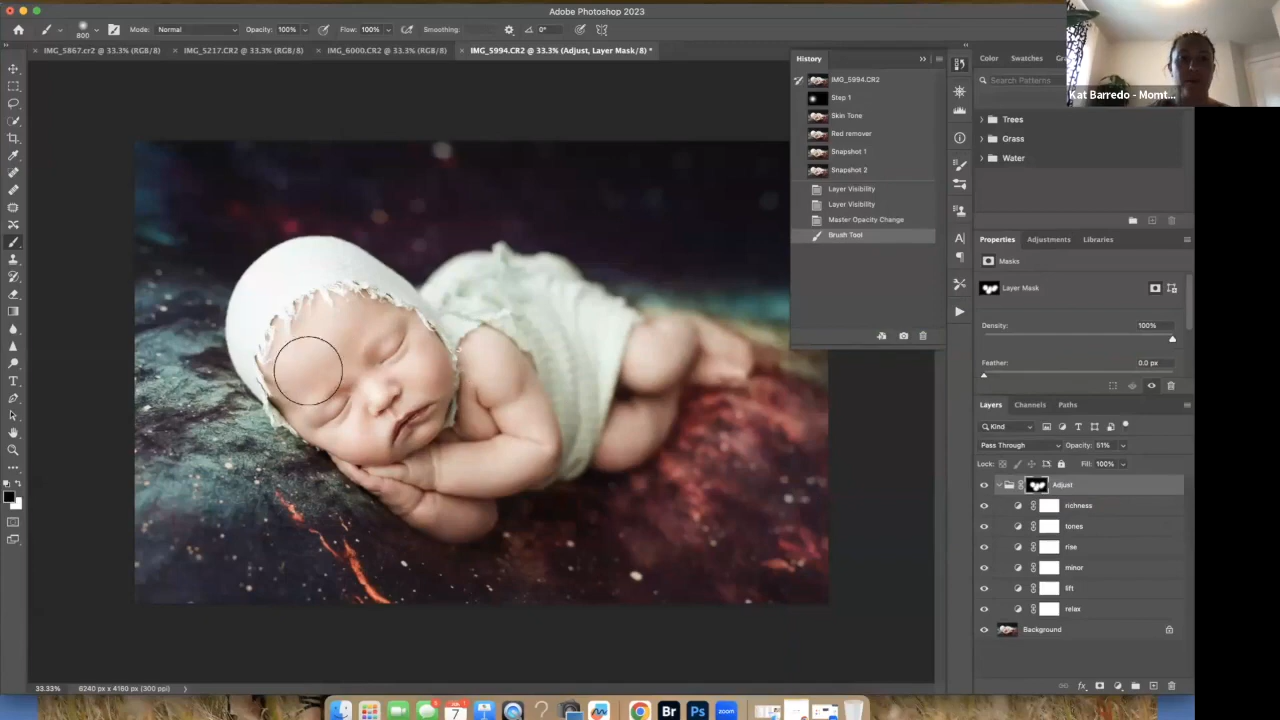 Adobe Photoshop 2023
800 Mode: Normal Opacity: 100% Flow: 100% Smoothing: 0°
× IMG_5867.cr2 @ 33.3% (RGB/8) × IMG_5217.CR2 @ 33.3% (RGB/8) × IMG_6000.CR2 @ 33.3% (RGB/8) × IMG_5994.CR2 @ 33.3% (Adjust, Layer Mask/8) *
History
IMG_5994.CR2
Step 1
Skin Tone
Red remover
Snapshot 1
Snapshot 2
Layer Visibility
Layer Visibility
Master Opacity Change
Brush Tool
Color Swatches
Search Patterns
Kat Barredo - Momt...
Trees
Grass
Water
Properties Adjustments Libraries
Masks
Layer Mask
Density: 100%
Feather: 0.0 px
Layers Channels Paths
Kind
Pass Through Opacity: 51%
Lock: Fill: 100%
Adjust
richness
tones
rise
minor
lift
relax
Background
33.33% 6240 px x 4160 px (300 ppi)
7
Br Ps zoom